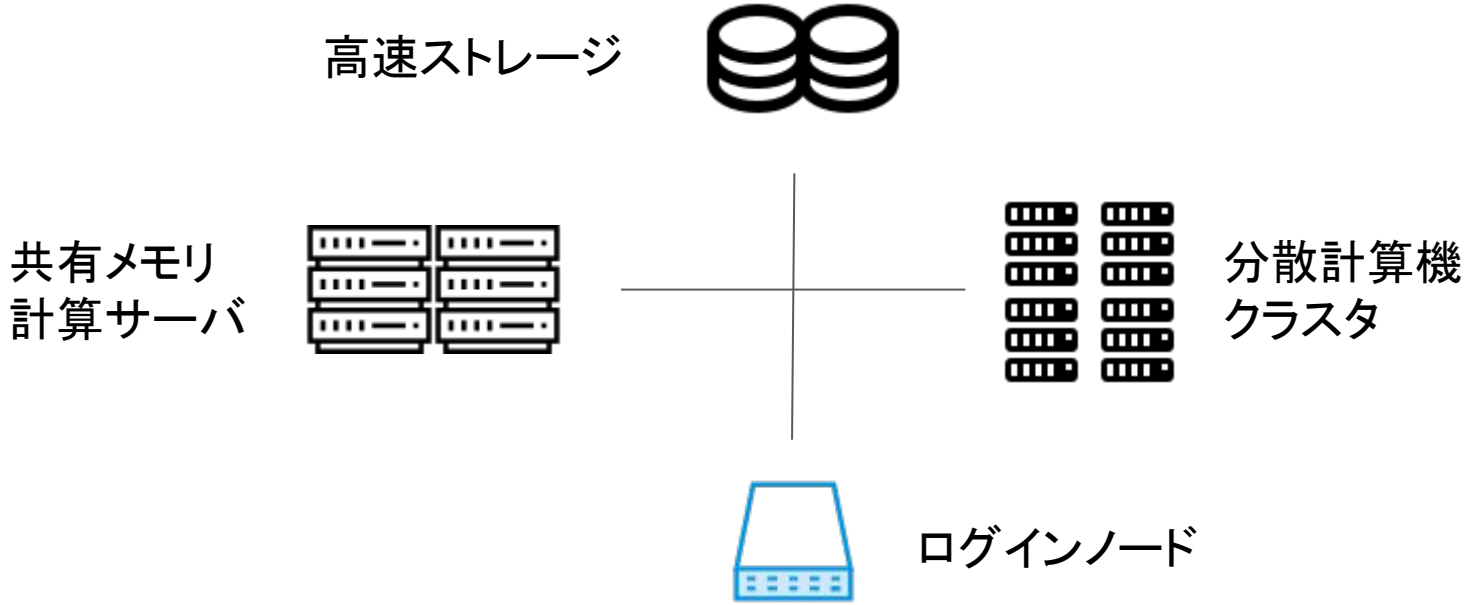 高速ストレージ
共有メモリ
計算サーバ
分散計算機
クラスタ
ログインノード